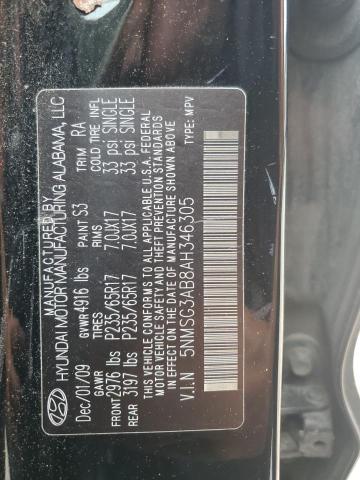 MANUFACTURED BY
HYUNDAI MOTOR MANUFACTURING ALABAMA, LLC
Dec/01/09 GVWR 4916 lbs PAINT S3 TRIM RA
GAWR TIRES RIMS COLD TIRE INFL
FRONT 2976 lbs P235/65R17 7.0JX17 33 psi SINGLE
REAR 3197 lbs P235/65R17 7.0JX17 33 psi SINGLE
THIS VEHICLE CONFORMS TO ALL APPLICABLE U.S.A. FEDERAL
MOTOR VEHICLE SAFETY AND THEFT PREVENTION STANDARDS
IN EFFECT ON THE DATE OF MANUFACTURE SHOWN ABOVE.
V.I.N 5NMSG3AB8AH346305 TYPE: MPV